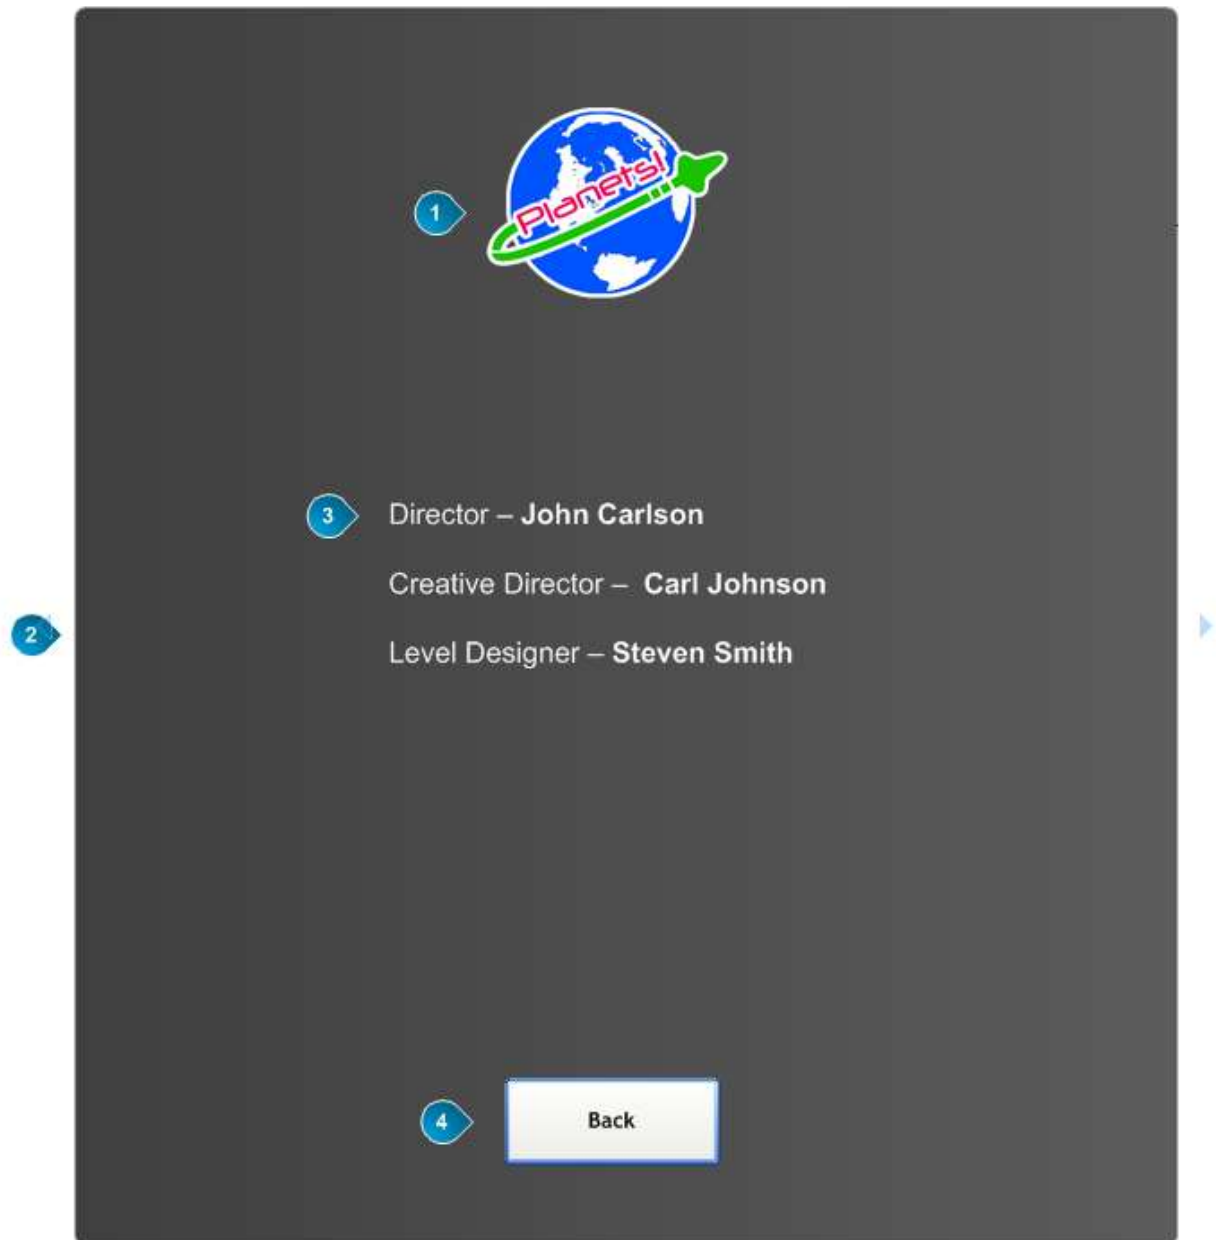 Planets!
1
3
Director – John Carlson
Creative Director – Carl Johnson
2
Level Designer – Steven Smith
4
Back